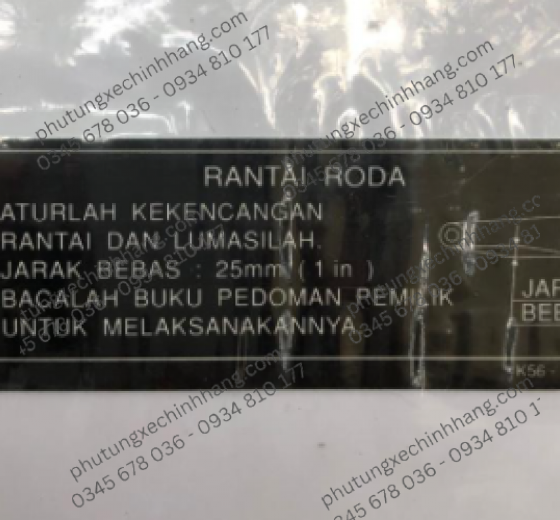 phutungxechinhhang.com
0345 678 036 - 0934 810 177
phutungxechinhhang.com
0345 678 036 - 0934 810 177
RANTAI RODA
ATURLAH KEKENCANGAN
RANTAI DAN LUMASILAH.
JARAK BEBAS : 25mm ( 1 in )
BACALAH BUKU PEDOMAN PEMILIK
UNTUK MELAKSANAKANNYA
JAR
BEB
K56 -
phutungxechinhhang.com
0345 678 036 - 0934 810 177
phutungxechinhhang.com
0345 678 036 - 0934 810 1